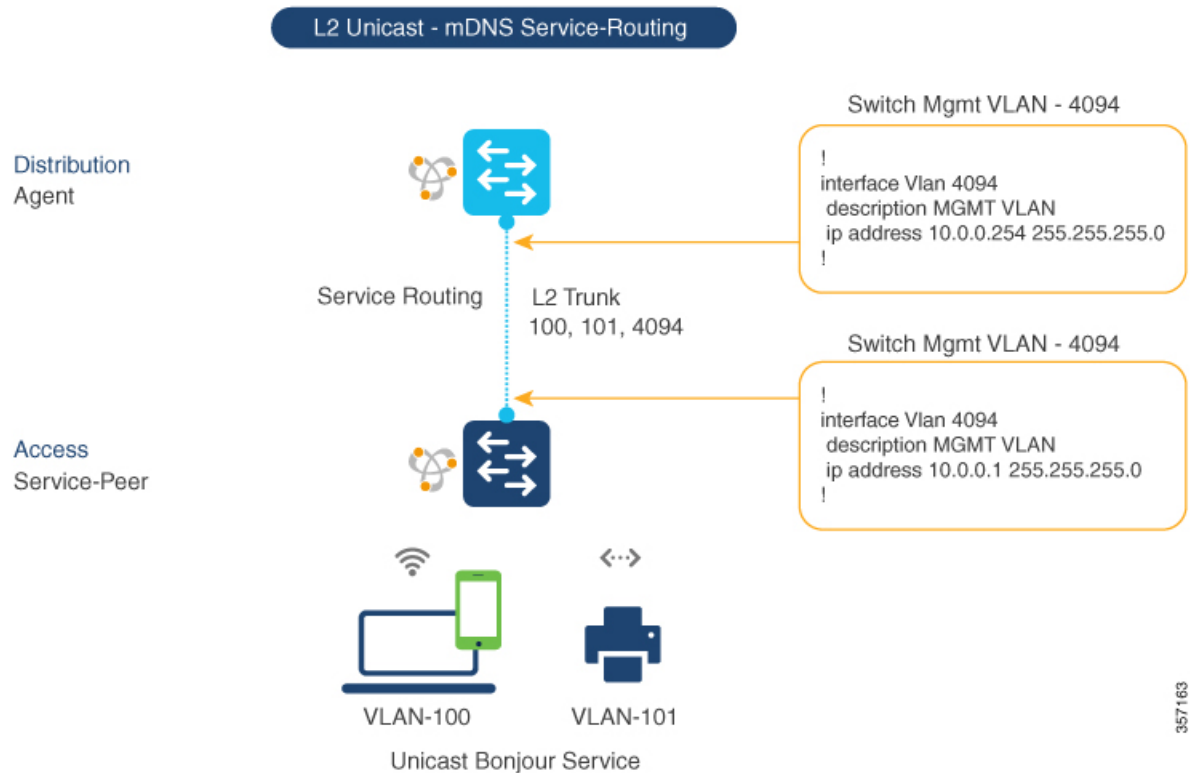 L2 Unicast - mDNS Service-Routing
Switch Mgmt VLAN - 4094
!
interface Vlan 4094
description MGMT VLAN
ip address 10.0.0.254 255.255.255.0
!
Distribution
Agent
Service Routing
L2 Trunk
100, 101, 4094
Switch Mgmt VLAN - 4094
!
interface Vlan 4094
description MGMT VLAN
ip address 10.0.0.1 255.255.255.0
!
Access
Service-Peer
VLAN-100
VLAN-101
Unicast Bonjour Service
357163